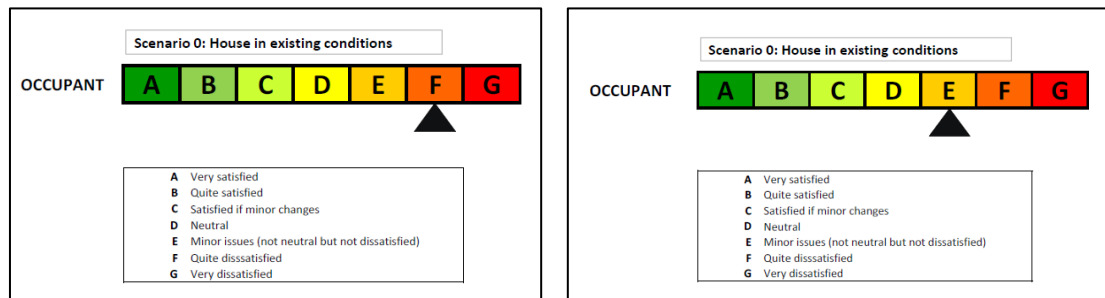 Scenario 0: House in existing conditions
OCCUPANT A B C D E F G
A Very satisfied
B Quite satisfied
C Satisfied if minor changes
D Neutral
E Minor issues (not neutral but not dissatisfied)
F Quite disssatisfied
G Very dissatisfied
Scenario 0: House in existing conditions
OCCUPANT A B C D E F G
A Very satisfied
B Quite satisfied
C Satisfied if minor changes
D Neutral
E Minor issues (not neutral but not dissatisfied)
F Quite disssatisfied
G Very dissatisfied